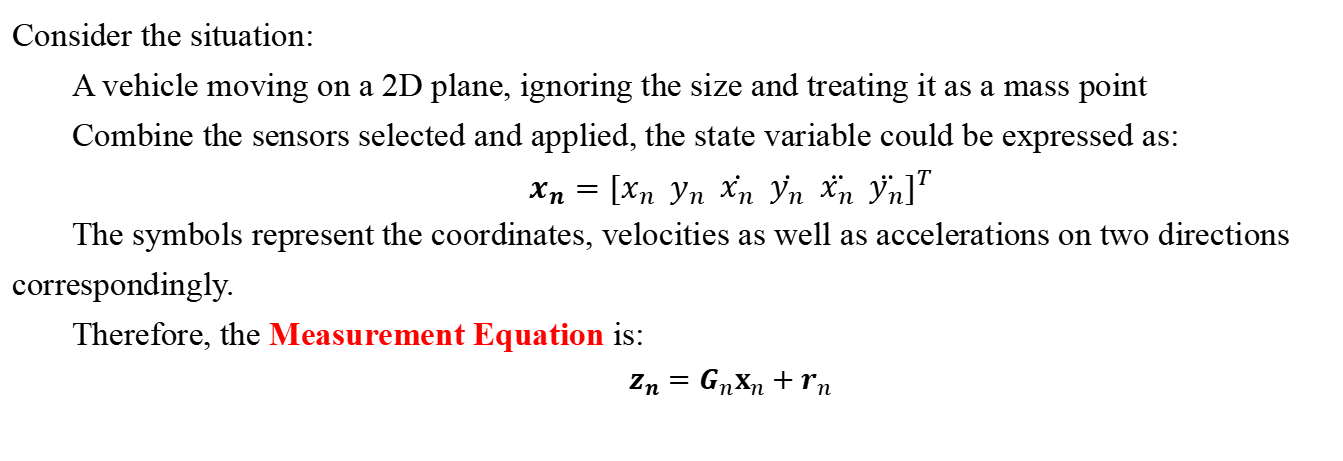 Consider the situation:
A vehicle moving on a 2D plane, ignoring the size and treating it as a mass point
Combine the sensors selected and applied, the state variable could be expressed as:
𝒙ₙ = [xₙ yₙ ẋₙ ẏₙ ẍₙ ÿₙ]ᵀ
The symbols represent the coordinates, velocities as well as accelerations on two directions
correspondingly.
Therefore, the Measurement Equation is:
𝒛ₙ = 𝑮ₙ𝐱ₙ + 𝒓ₙ